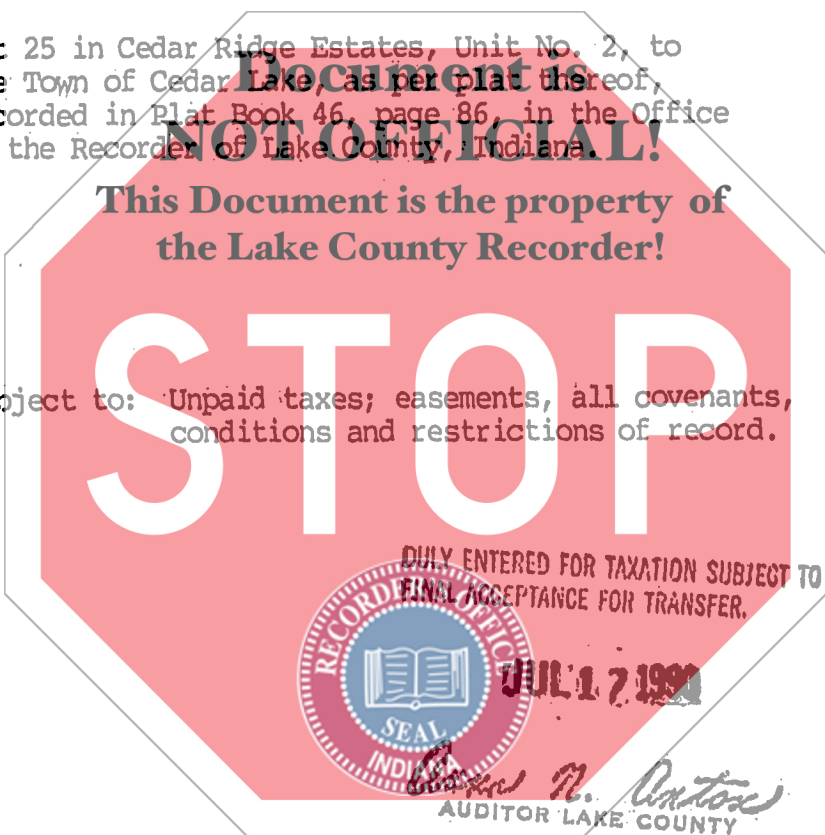 25 in Cedar Ridge Estates, Unit No. 2, to
Town of Cedar Lake, as per plat thereof,
corded in Plat Book 46, page 86, in the Office
the Recorder of Lake County, Indiana.
Document is
NOT OFFICIAL!
This Document is the property of
the Lake County Recorder!
STOP
ject to: Unpaid taxes; easements, all covenants,
conditions and restrictions of record.
DULY ENTERED FOR TAXATION SUBJECT TO
FINAL ACCEPTANCE FOR TRANSFER.
RECORDER'S OFFICE
SEAL
INDIANA
JUL 17 1990
N. Anton
AUDITOR LAKE COUNTY